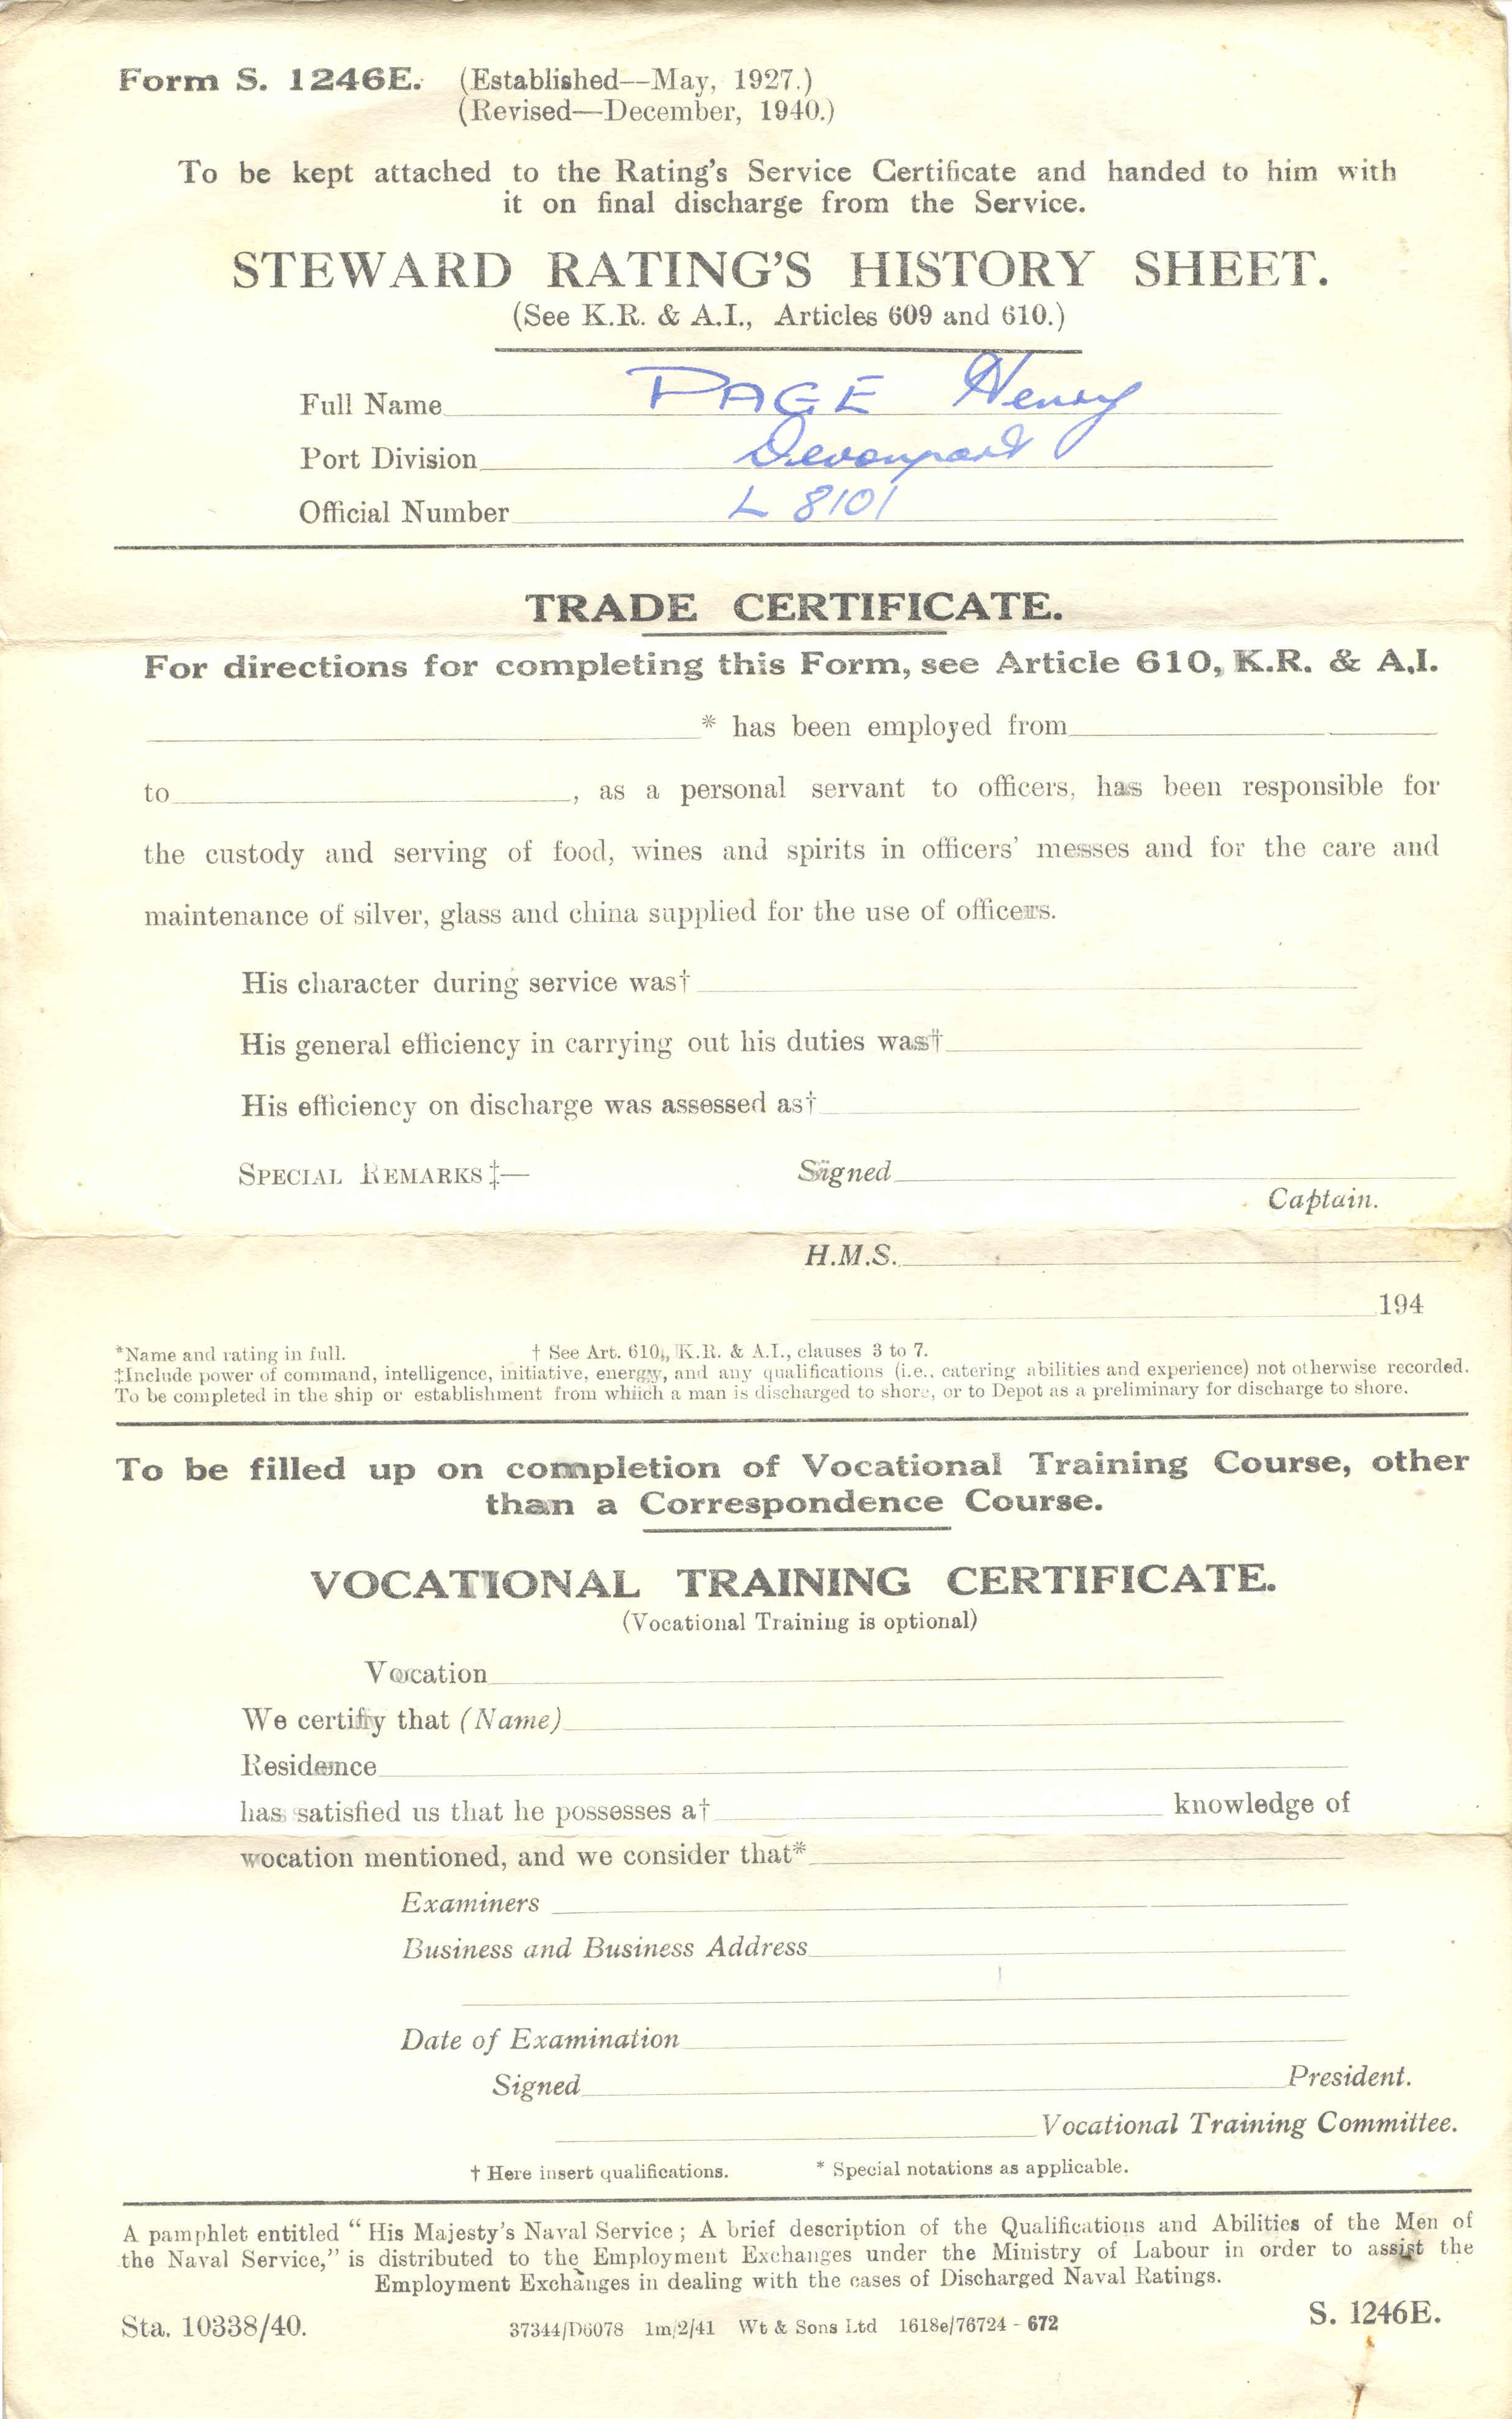 Form S. 1246E. (Established—May, 1927.)
(Revised—December, 1940.)
To be kept attached to the Rating's Service Certificate and handed to him with
it on final discharge from the Service.
STEWARD RATING'S HISTORY SHEET.
(See K.R. & A.I., Articles 609 and 610.)
Full Name PAGE Henry
Port Division Devonport
Official Number L 8101
TRADE CERTIFICATE.
For directions for completing this Form, see Article 610, K.R. & A.I.
* has been employed from
to , as a personal servant to officers, has been responsible for
the custody and serving of food, wines and spirits in officers' messes and for the care and
maintenance of silver, glass and china supplied for the use of officers.
His character during service was†
His general efficiency in carrying out his duties was†
His efficiency on discharge was assessed as†
SPECIAL REMARKS ‡— Signed
Captain.
H.M.S.
194
*Name and rating in full. † See Art. 610, K.R. & A.I., clauses 3 to 7.
‡Include power of command, intelligence, initiative, energy, and any qualifications (i.e.. catering abilities and experience) not otherwise recorded.
To be completed in the ship or establishment from which a man is discharged to shore, or to Depot as a preliminary for discharge to shore.
To be filled up on completion of Vocational Training Course, other
than a Correspondence Course.
VOCATIONAL TRAINING CERTIFICATE.
(Vocational Training is optional)
Vocation
We certify that (Name)
Residence
has satisfied us that he possesses a† knowledge of
vocation mentioned, and we consider that*
Examiners
Business and Business Address
Date of Examination
Signed President.
Vocational Training Committee.
† Here insert qualifications. * Special notations as applicable.
A pamphlet entitled "His Majesty's Naval Service; A brief description of the Qualifications and Abilities of the Men of
the Naval Service," is distributed to the Employment Exchanges under the Ministry of Labour in order to assist the
Employment Exchanges in dealing with the cases of Discharged Naval Ratings.
Sta. 10338/40. 37344/D6078 1m/2/41 Wt & Sons Ltd 1618e/76724 - 672 S. 1246E.